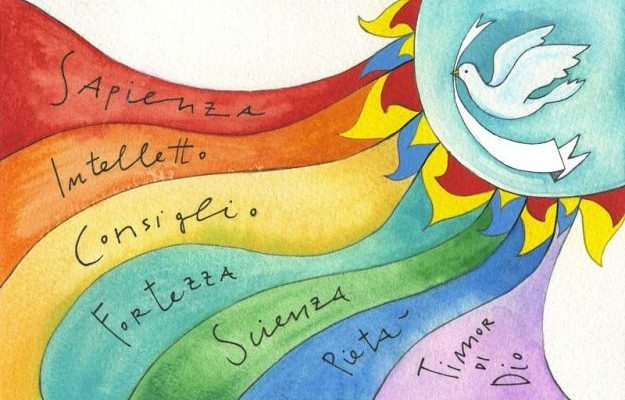 Sapienza
Intelletto
Consiglio
Fortezza
Scienza
Pietà
Timor
di
Dio